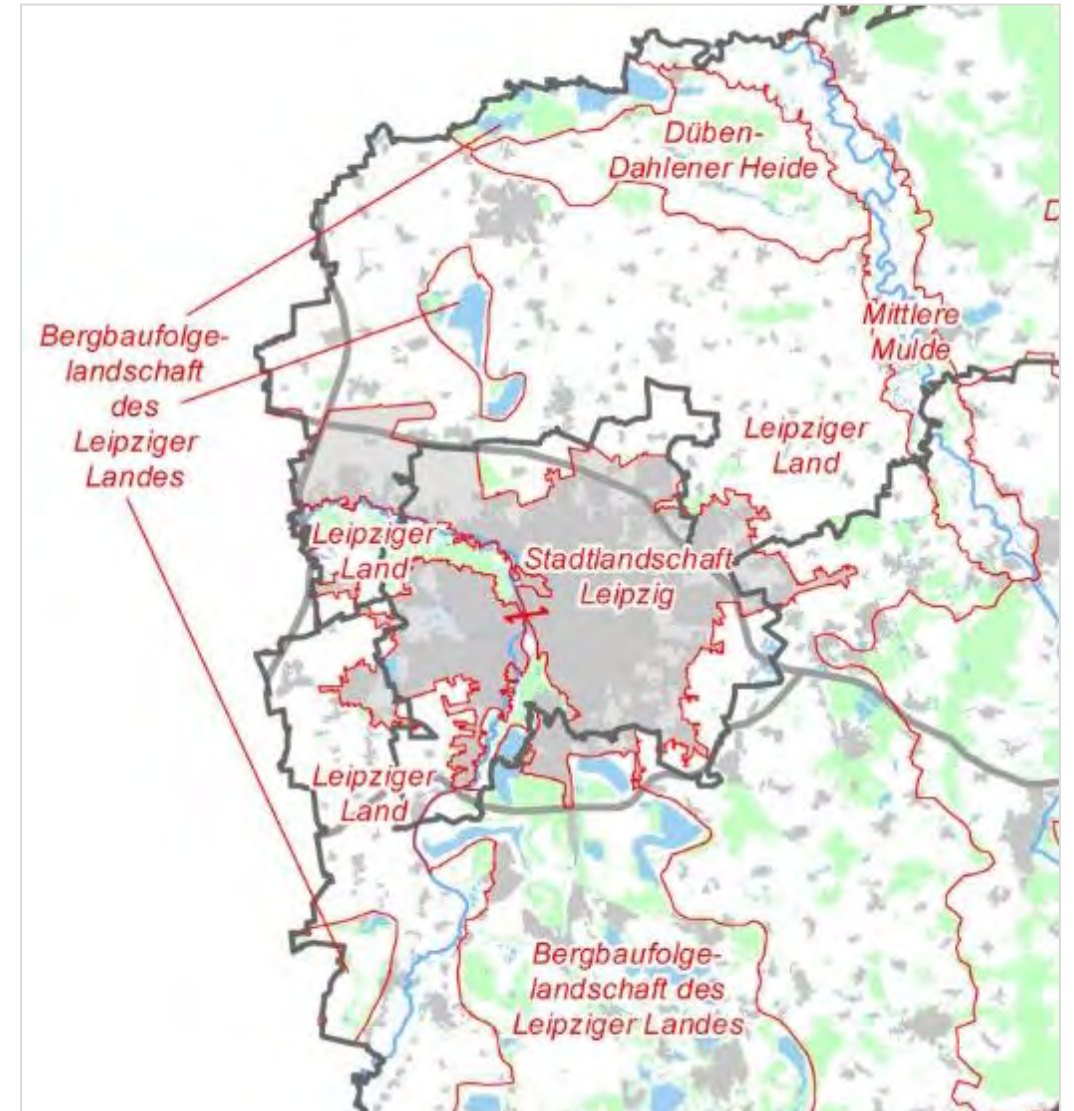 Düben-
Dahlener Heide
D
Mittlere
Mulde
Bergbaufolge-
landschaft
des
Leipziger
Landes
Leipziger
Land
Leipziger
Land
Stadtlandschaft
Leipzig
Leipziger
Land
Bergbaufolge-
landschaft des
Leipziger Landes